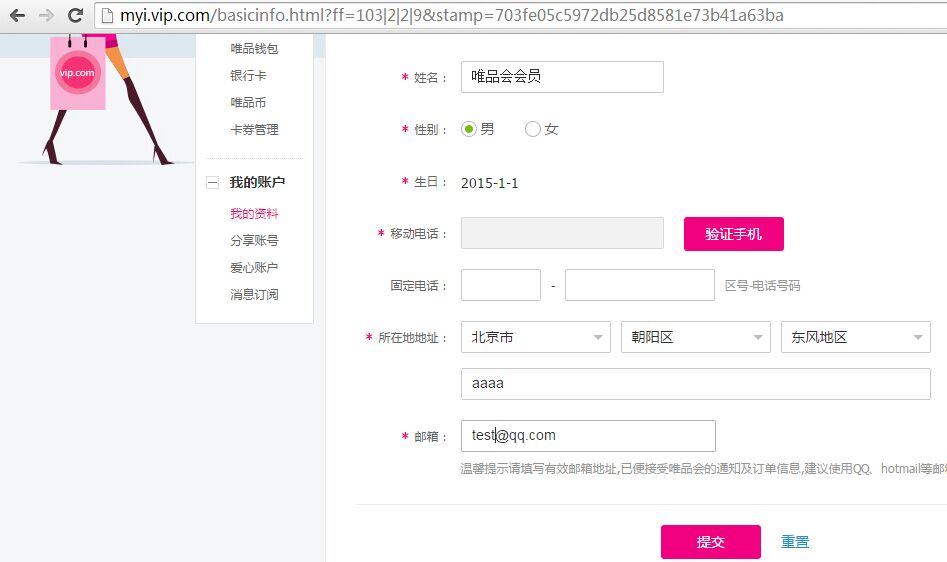 myi.vip.com/basicinfo.html?ff=103|2|2|9&stamp=703fe05c5972db25d8581e73b41a63ba
vip.com
唯品钱包
银行卡
唯品币
卡券管理
我的账户
我的资料
分享账号
爱心账户
消息订阅
* 姓名： 唯品会会员
* 性别： 男 女
* 生日： 2015-1-1
* 移动电话： 验证手机
固定电话： - 区号-电话号码
* 所在地地址： 北京市 朝阳区 东风地区
aaaa
* 邮箱： test@qq.com
温馨提示请填写有效邮箱地址,已便接受唯品会的通知及订单信息,建议使用QQ、hotmail等邮
提交 重置